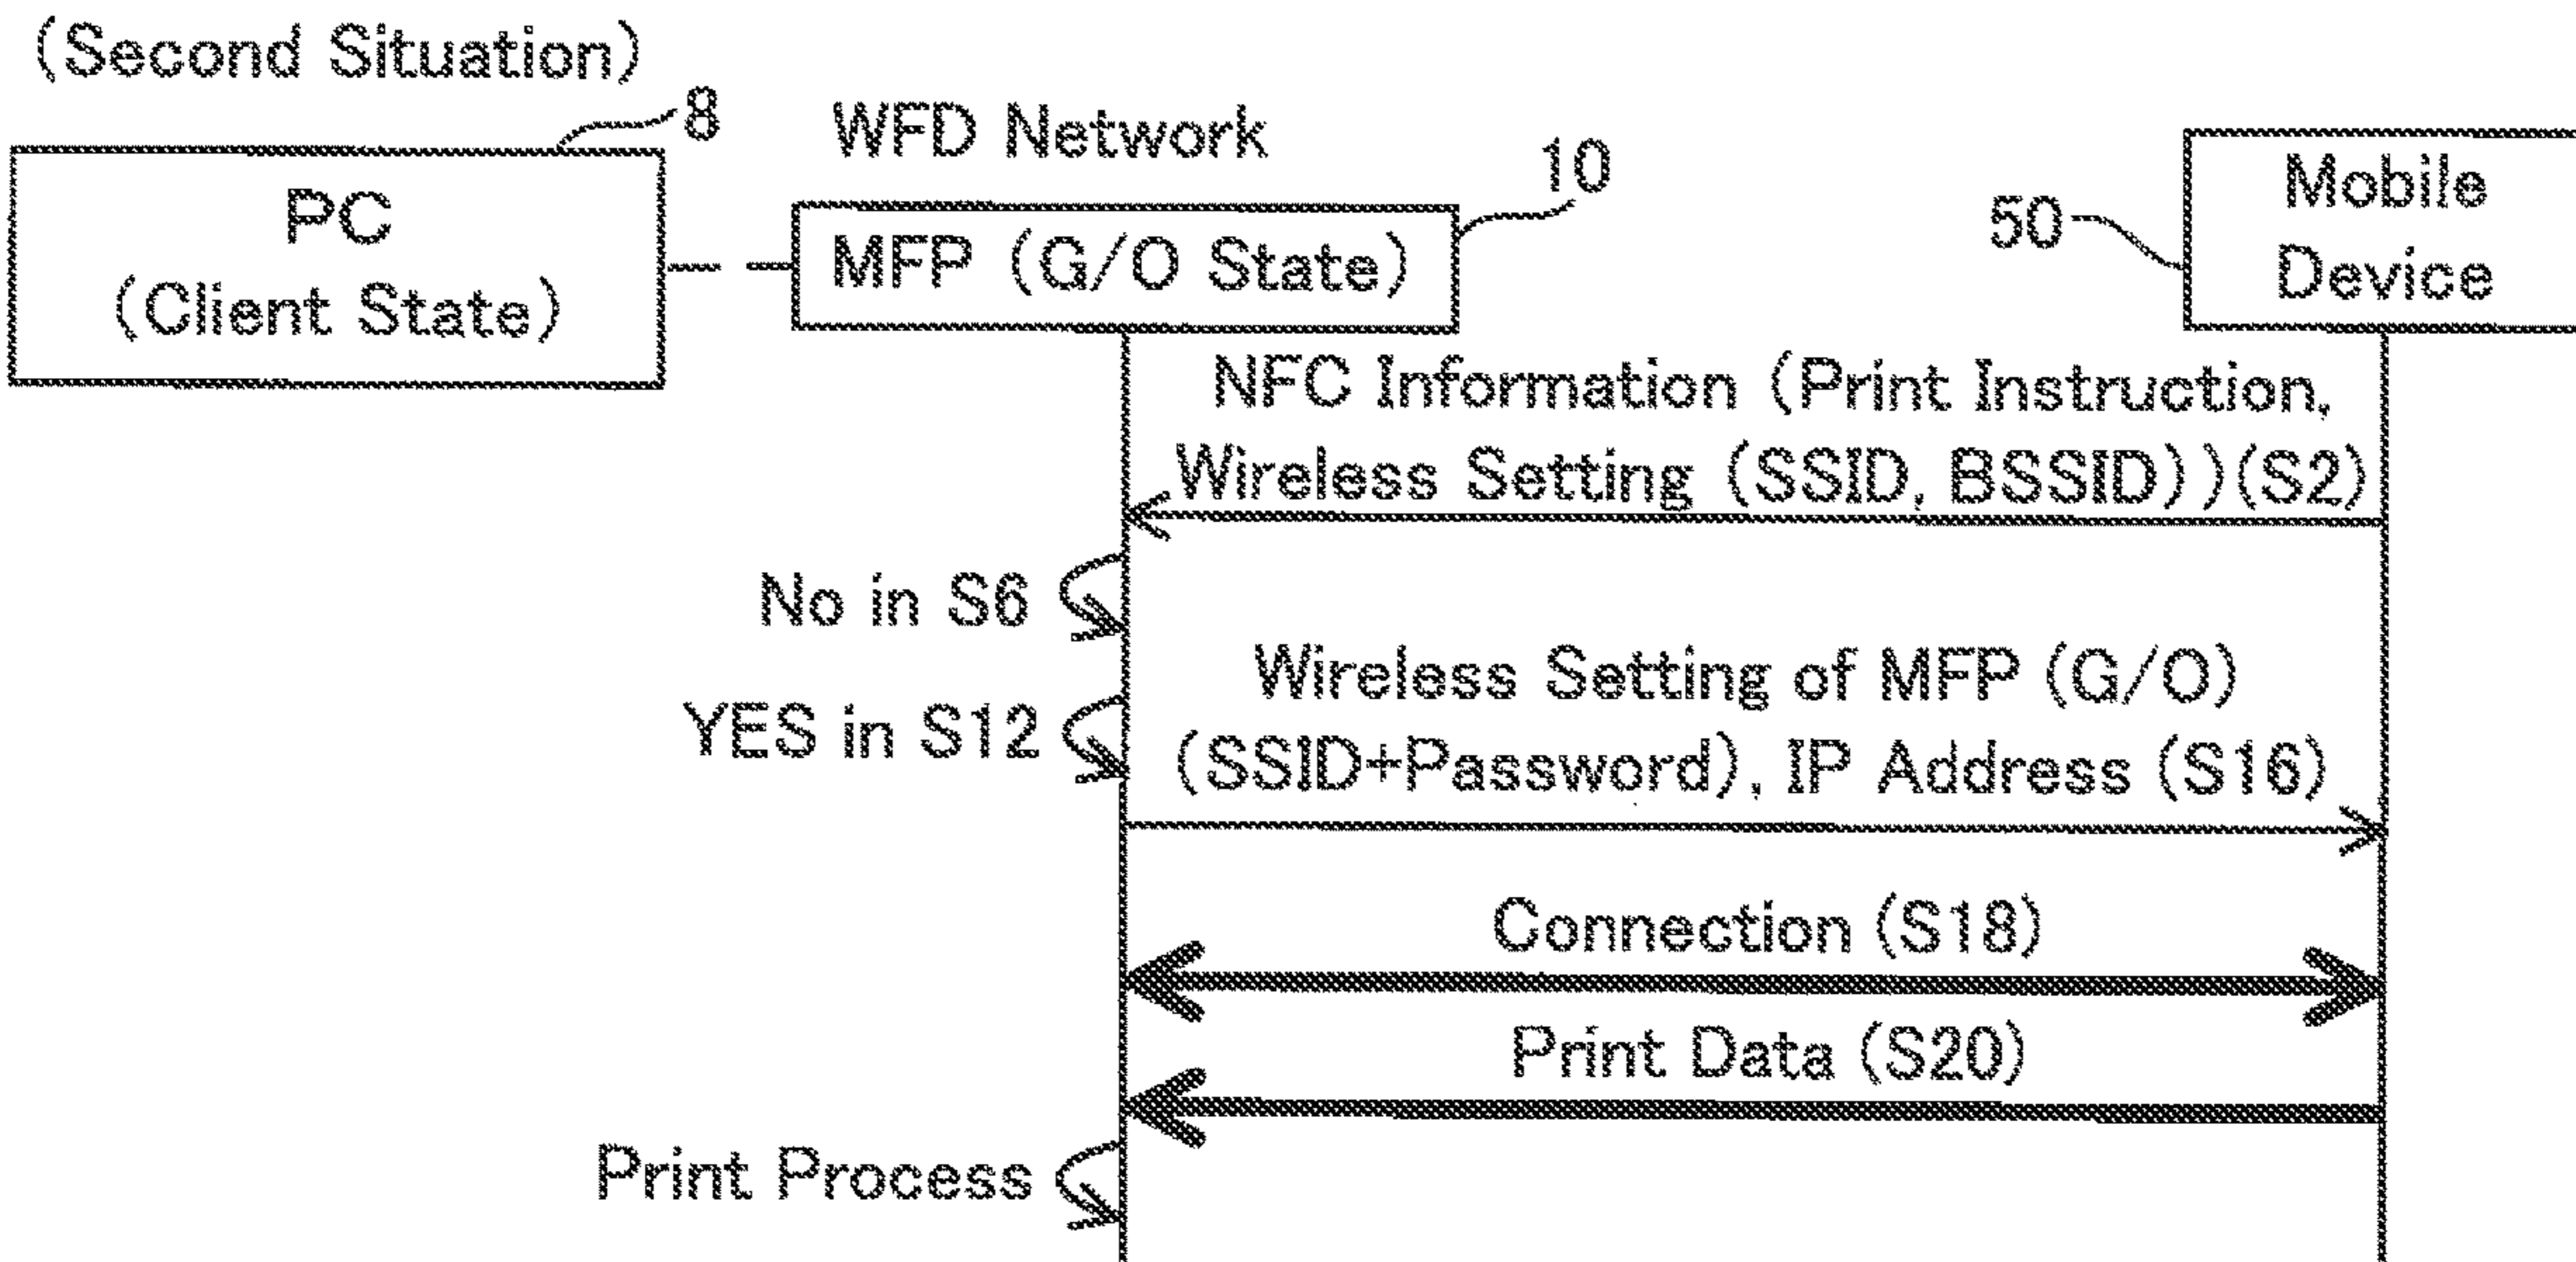 (Second Situation)
8
WFD Network
10
PC
(Client State)
MFP (G/O State)
50
Mobile
Device
NFC Information (Print Instruction,
Wireless Setting (SSID, BSSID))(S2)
No in S6
Wireless Setting of MFP (G/O)
YES in S12
(SSID+Password), IP Address (S16)
Connection (S18)
Print Data (S20)
Print Process